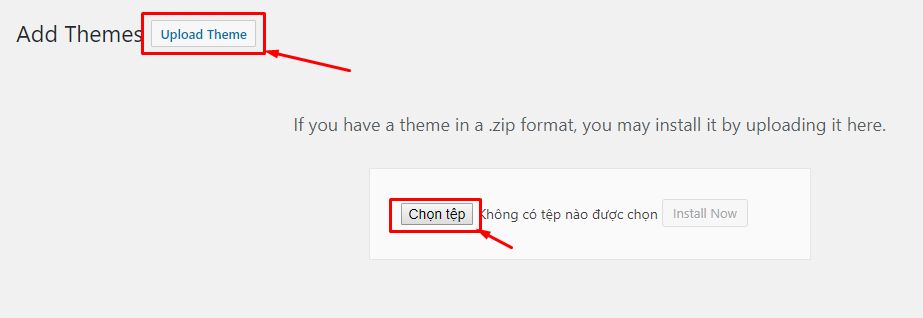 Add Themes Upload Theme
If you have a theme in a .zip format, you may install it by uploading it here.
Chọn tệp Không có tệp nào được chọn Install Now